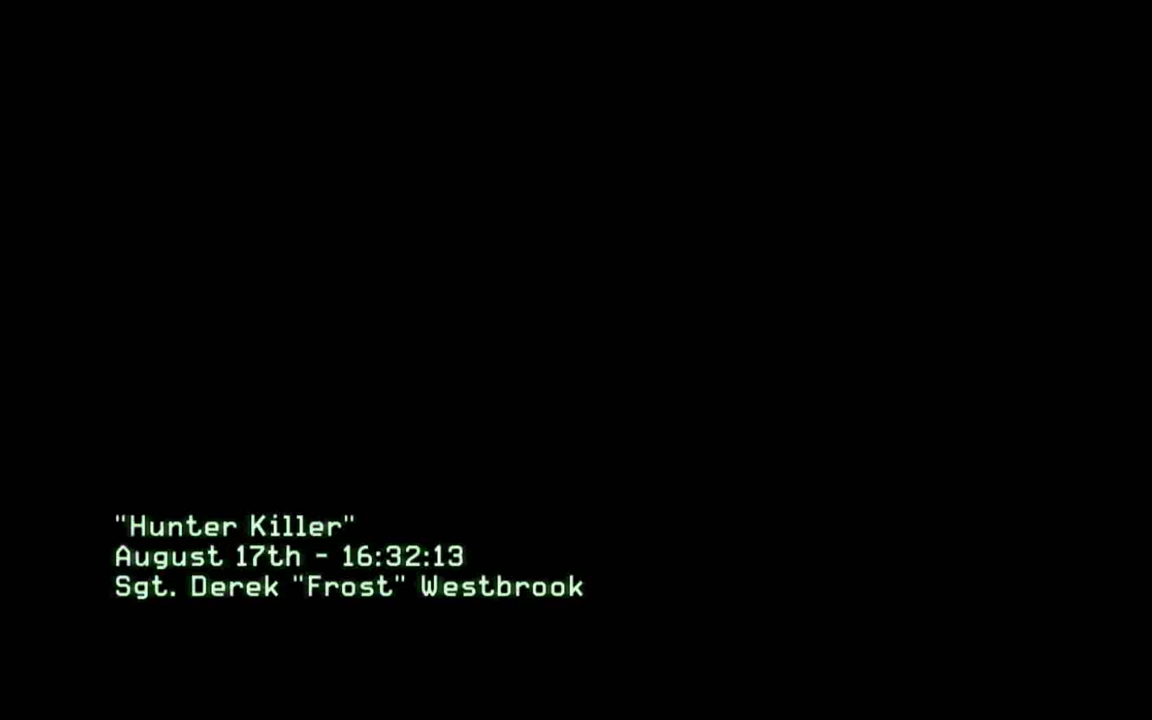 "Hunter Killer"
August 17th - 16:32:13
Sgt. Derek "Frost" Westbrook